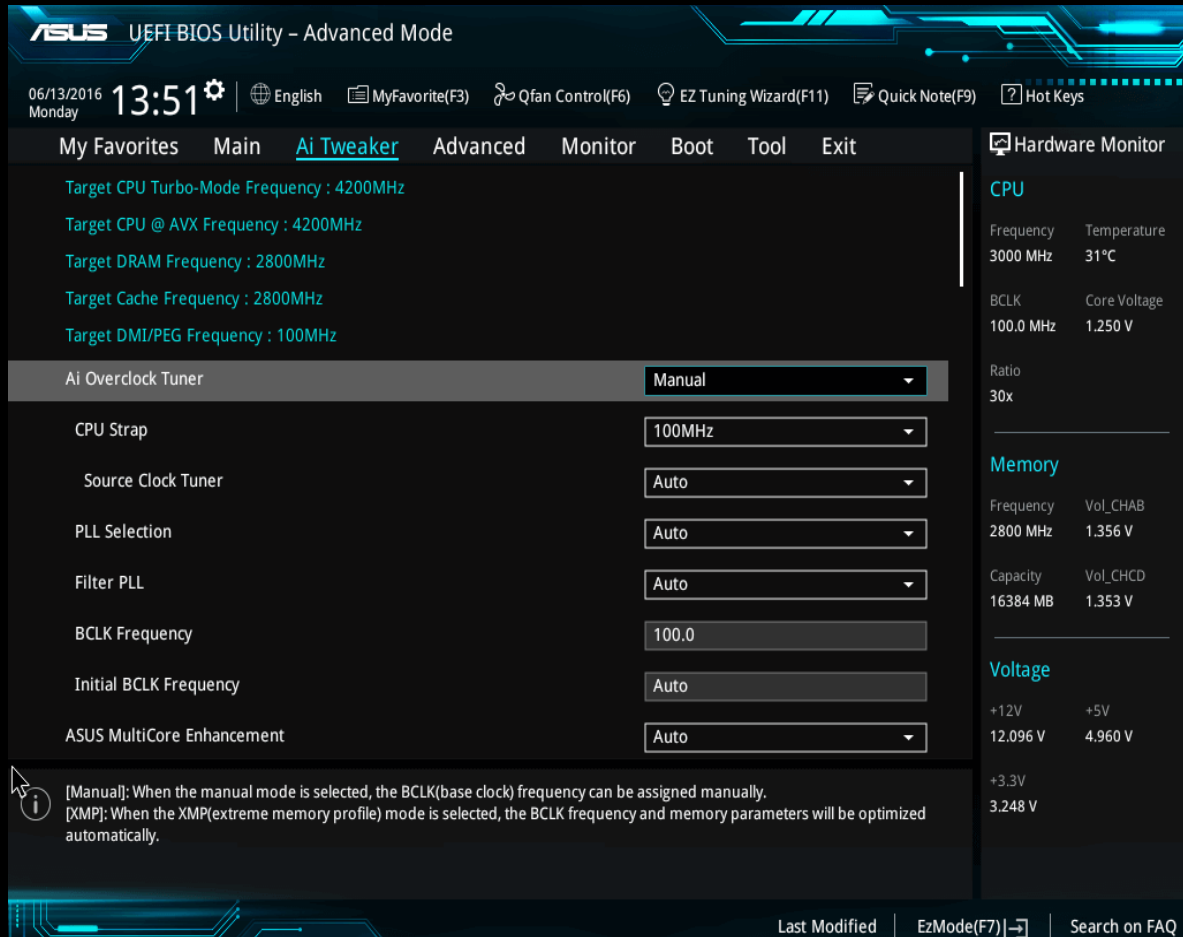 ASUS UEFI BIOS Utility – Advanced Mode
06/13/2016 Monday 13:51 English MyFavorite(F3) Qfan Control(F6) EZ Tuning Wizard(F11) Quick Note(F9) ? Hot Keys
My Favorites Main Ai Tweaker Advanced Monitor Boot Tool Exit
Target CPU Turbo-Mode Frequency : 4200MHz
Target CPU @ AVX Frequency : 4200MHz
Target DRAM Frequency : 2800MHz
Target Cache Frequency : 2800MHz
Target DMI/PEG Frequency : 100MHz
Ai Overclock Tuner Manual
CPU Strap 100MHz
Source Clock Tuner Auto
PLL Selection Auto
Filter PLL Auto
BCLK Frequency 100.0
Initial BCLK Frequency Auto
ASUS MultiCore Enhancement Auto
[Manual]: When the manual mode is selected, the BCLK(base clock) frequency can be assigned manually.
[XMP]: When the XMP(extreme memory profile) mode is selected, the BCLK frequency and memory parameters will be optimized
automatically.
Hardware Monitor
CPU
Frequency Temperature
3000 MHz 31°C
BCLK Core Voltage
100.0 MHz 1.250 V
Ratio
30x
Memory
Frequency Vol_CHAB
2800 MHz 1.356 V
Capacity Vol_CHCD
16384 MB 1.353 V
Voltage
+12V +5V
12.096 V 4.960 V
+3.3V
3.248 V
Last Modified EzMode(F7) Search on FAQ